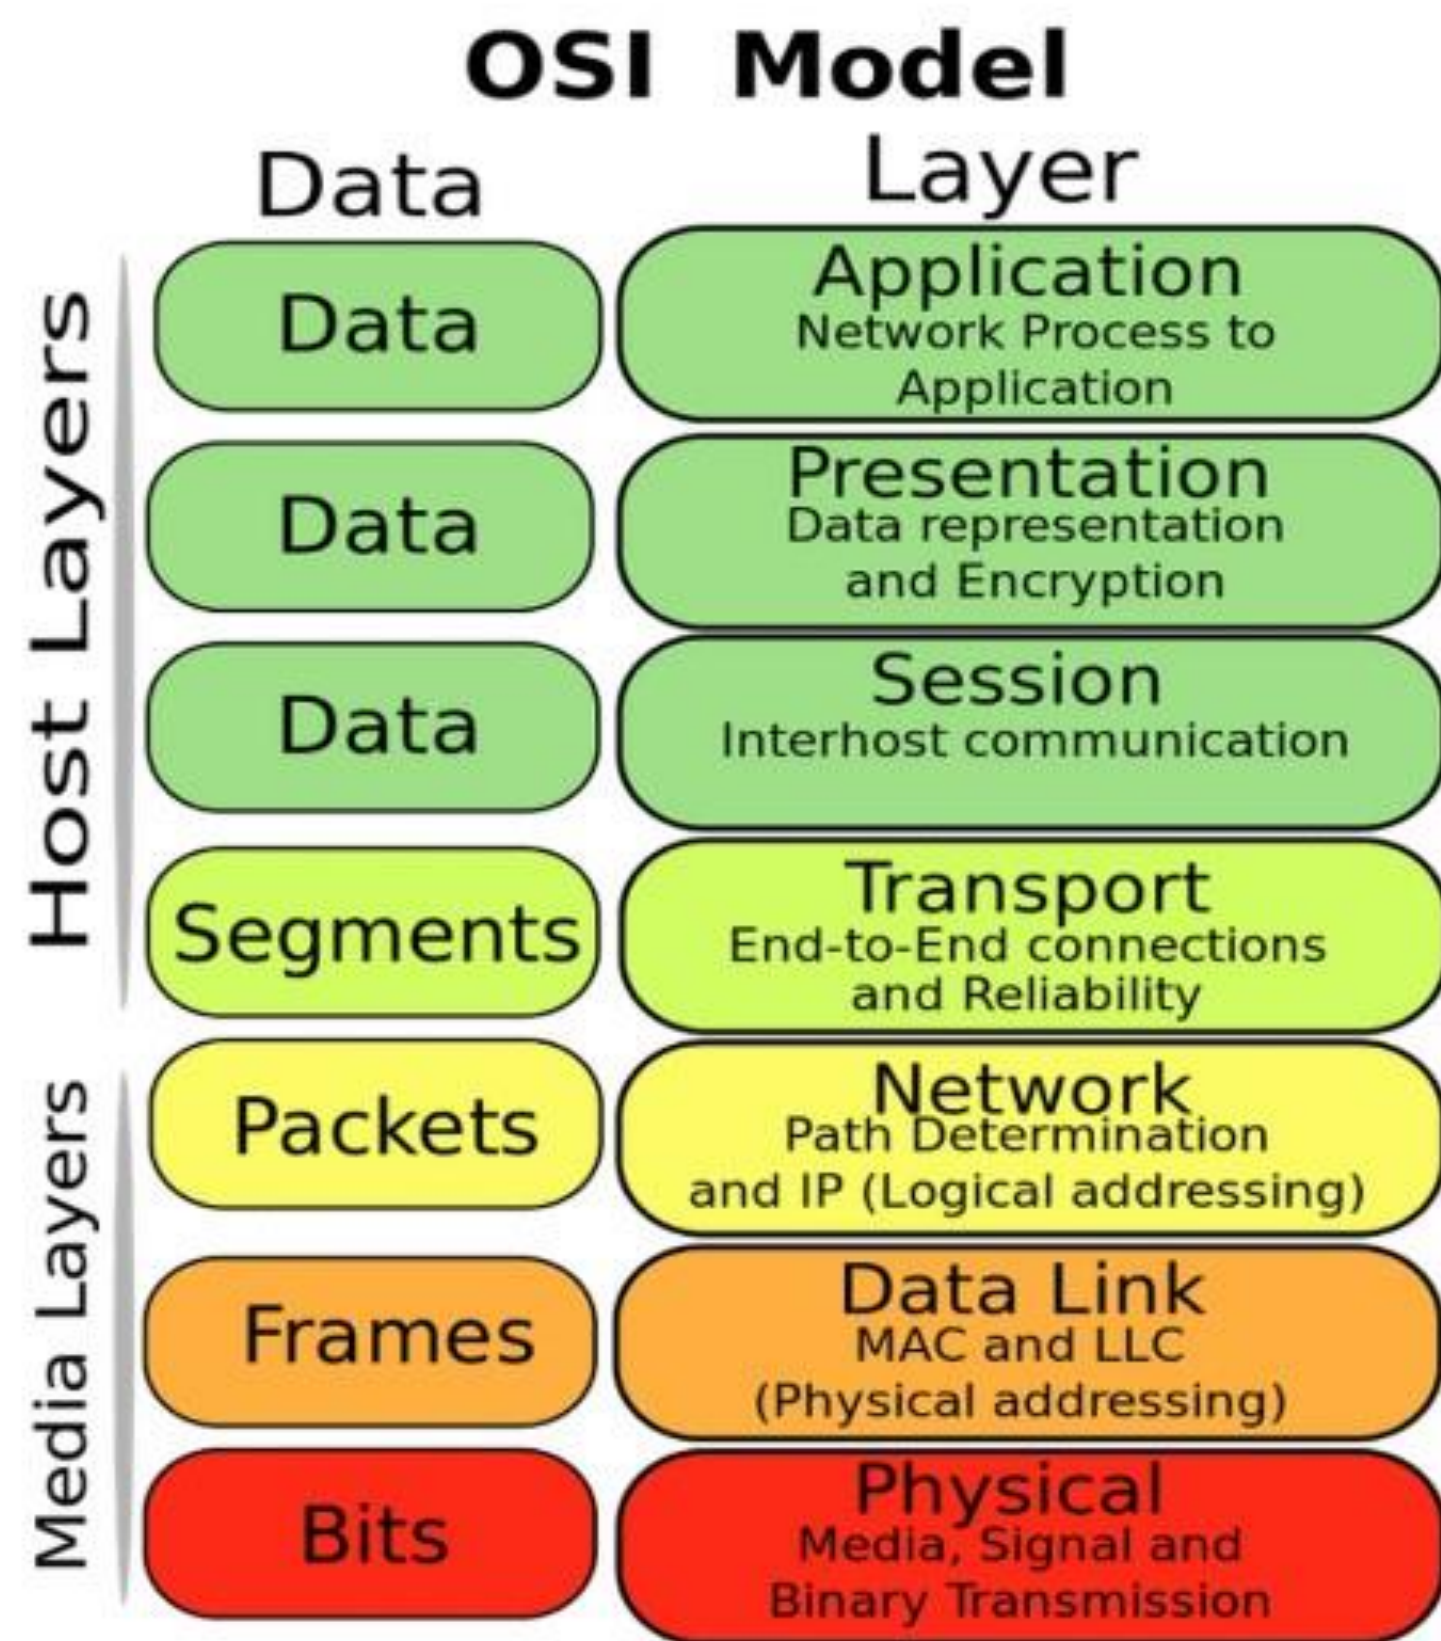 OSI Model
Data
Layer
Host Layers
Data
Application
Network Process to
Application
Data
Presentation
Data representation
and Encryption
Data
Session
Interhost communication
Segments
Transport
End-to-End connections
and Reliability
Media Layers
Packets
Network
Path Determination
and IP (Logical addressing)
Frames
Data Link
MAC and LLC
(Physical addressing)
Bits
Physical
Media, Signal and
Binary Transmission